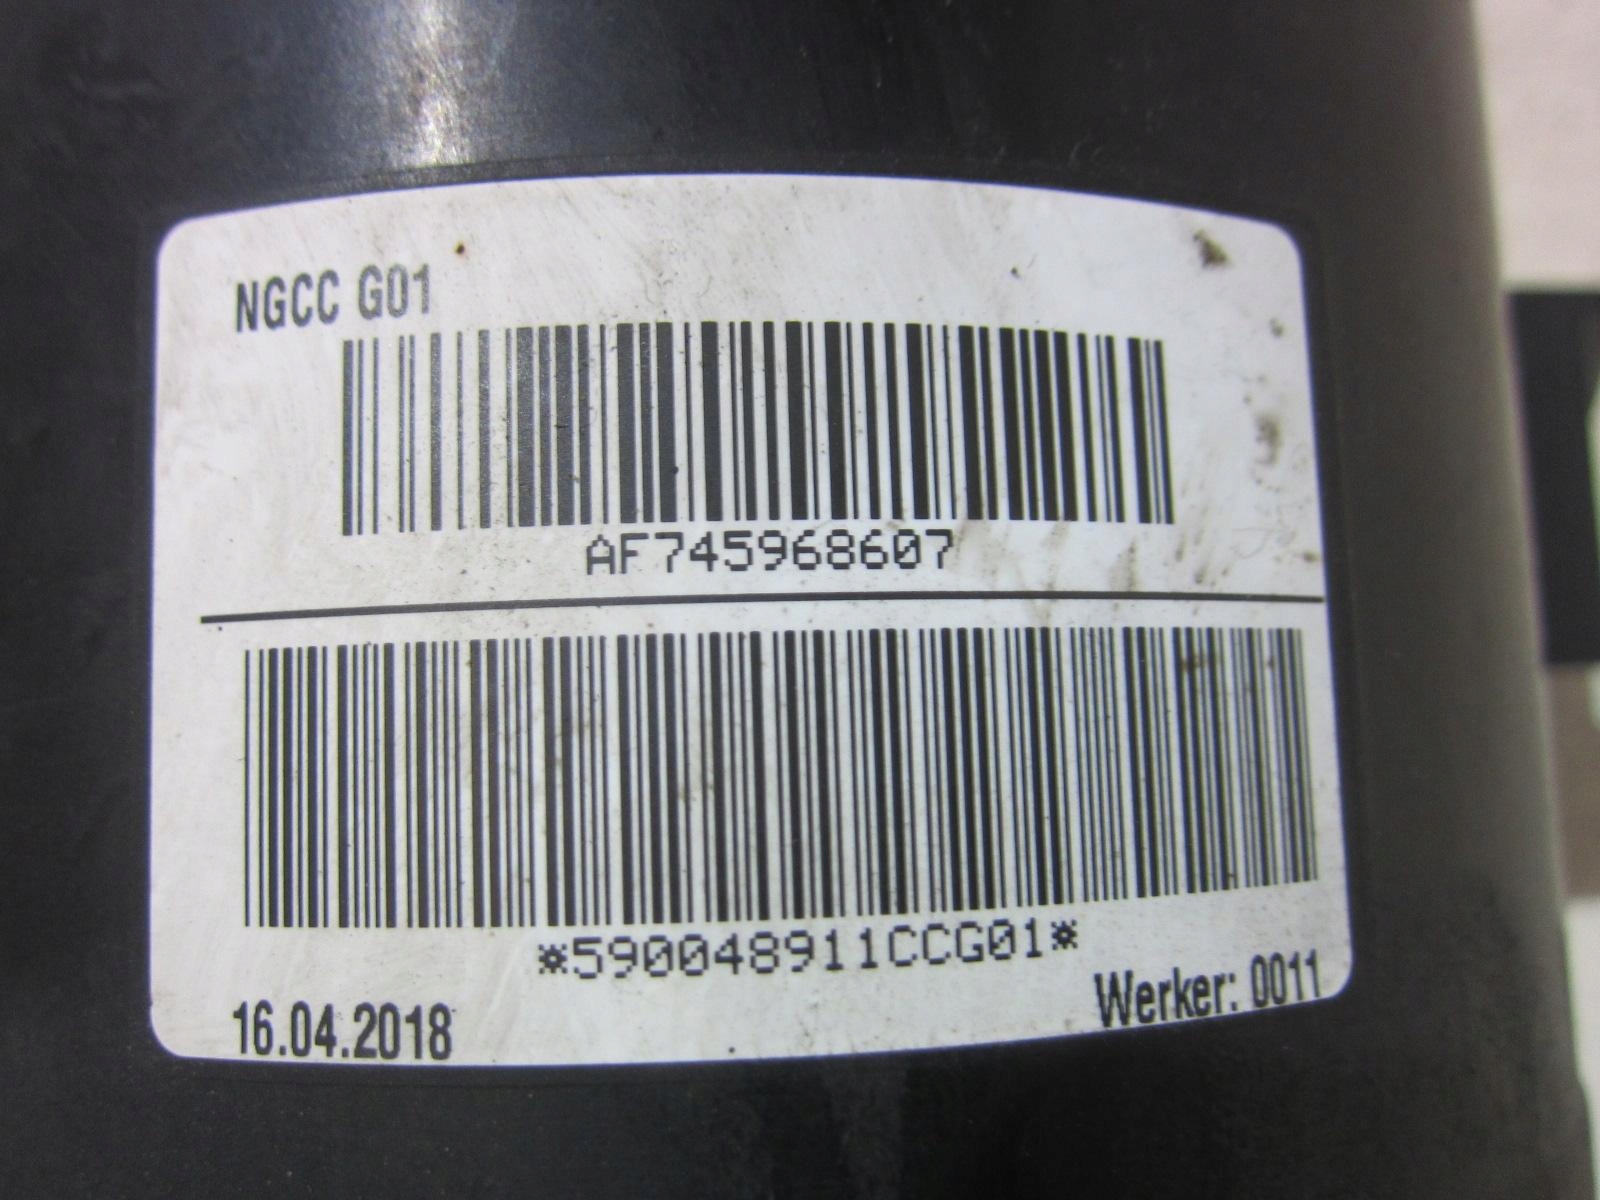 NGCC G01
AF745968607
*590048911CCG01*
16.04.2018
Werker: 0011